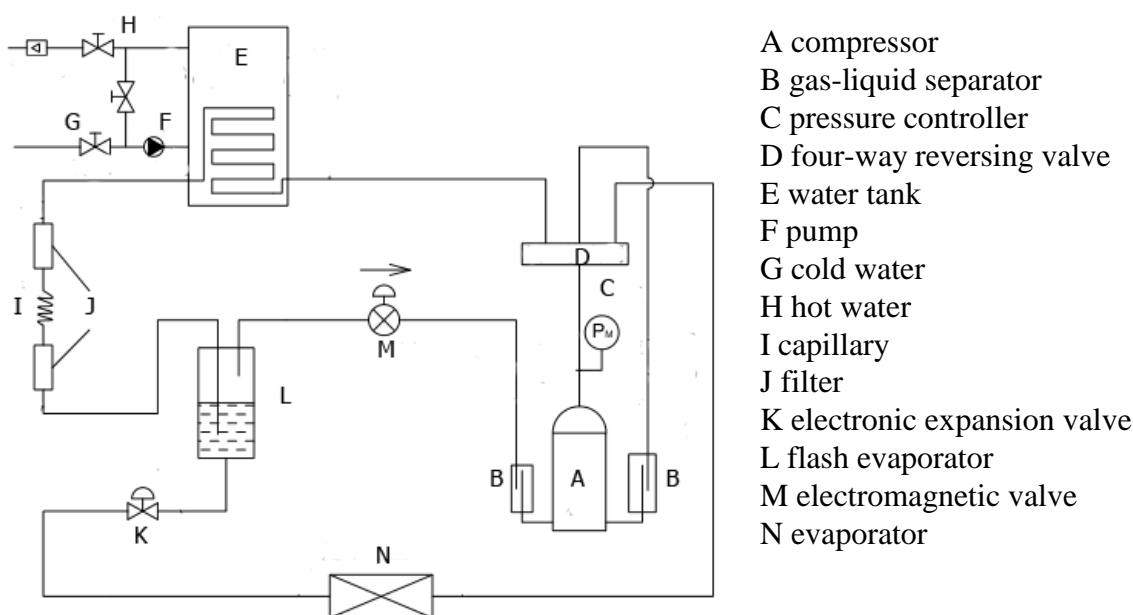 H
E
G
F
D
C
PM
I
J
M
L
B
A
B
K
N
A compressor
B gas-liquid separator
C pressure controller
D four-way reversing valve
E water tank
F pump
G cold water
H hot water
I capillary
J filter
K electronic expansion valve
L flash evaporator
M electromagnetic valve
N evaporator